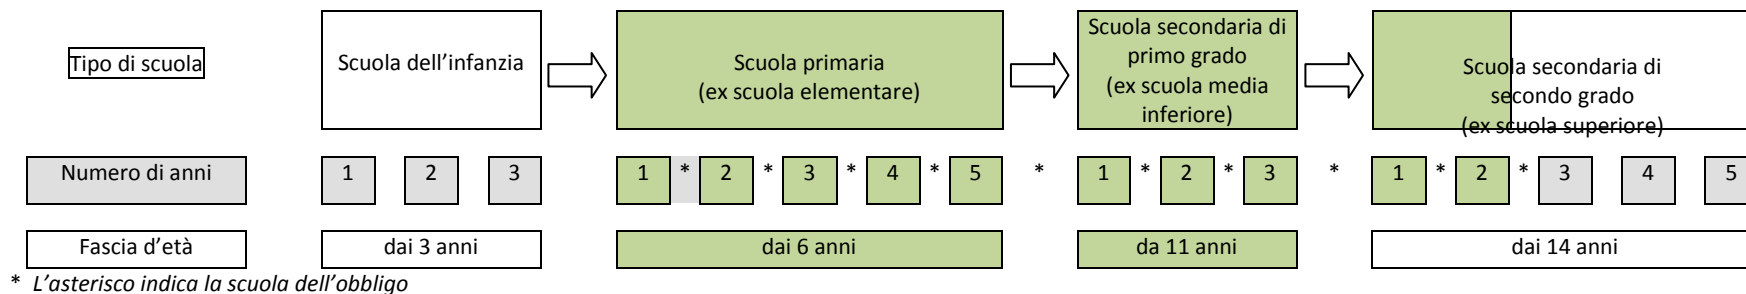 Tipo di scuola
Scuola dell’infanzia
Scuola primaria
(ex scuola elementare)
Scuola secondaria di
primo grado
(ex scuola media
inferiore)
Scuola secondaria di
secondo grado
(ex scuola superiore)
Numero di anni 1 2 3 1 * 2 * 3 * 4 * 5 * 1 * 2 * 3 * 1 * 2 * 3 4 5
Fascia d’età dai 3 anni dai 6 anni da 11 anni dai 14 anni
* L’asterisco indica la scuola dell’obbligo